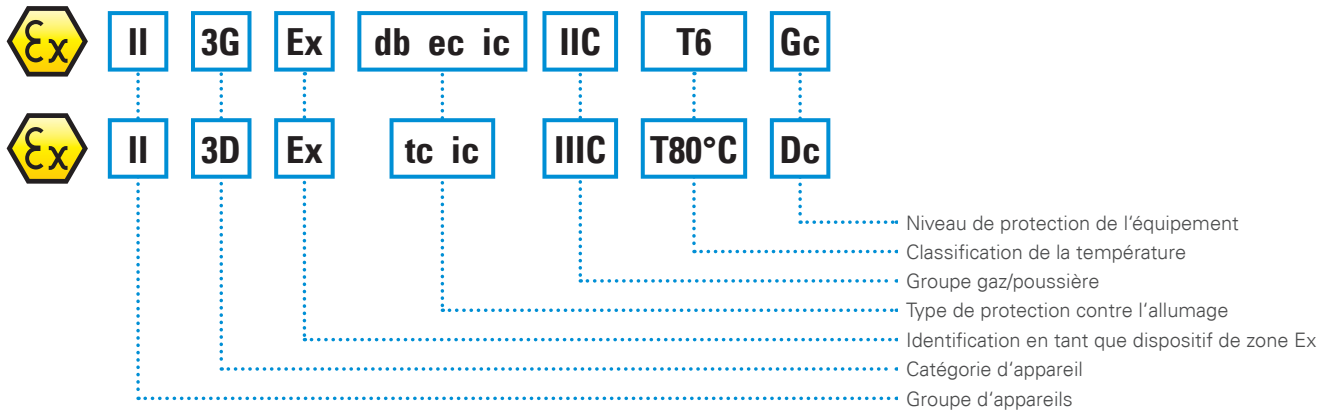 Ex II 3G Ex db ec ic IIC T6 Gc
Ex II 3D Ex tc ic IIIC T80°C Dc
Niveau de protection de l‘équipement
Classification de la température
Groupe gaz/poussière
Type de protection contre l‘allumage
Identification en tant que dispositif de zone Ex
Catégorie d‘appareil
Groupe d‘appareils